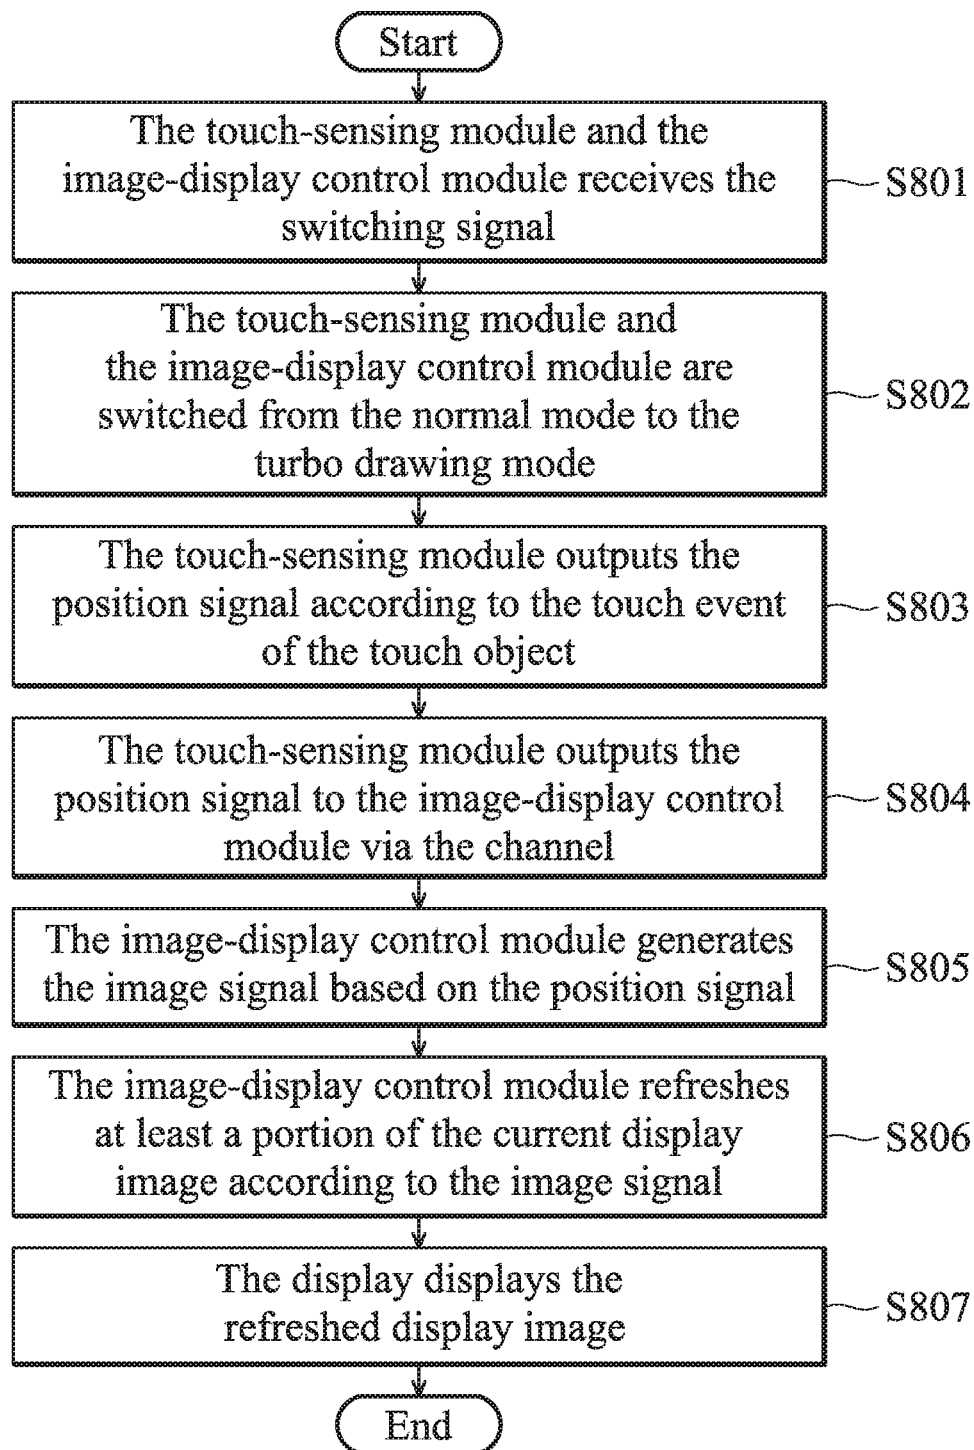 Start
The touch-sensing module and the
image-display control module receives the
switching signal
S801
The touch-sensing module and
the image-display control module are
switched from the normal mode to the
turbo drawing mode
S802
The touch-sensing module outputs the
position signal according to the touch event
of the touch object
S803
The touch-sensing module outputs the
position signal to the image-display control
module via the channel
S804
The image-display control module generates
the image signal based on the position signal
S805
The image-display control module refreshes
at least a portion of the current display
image according to the image signal
S806
The display displays the
refreshed display image
S807
End